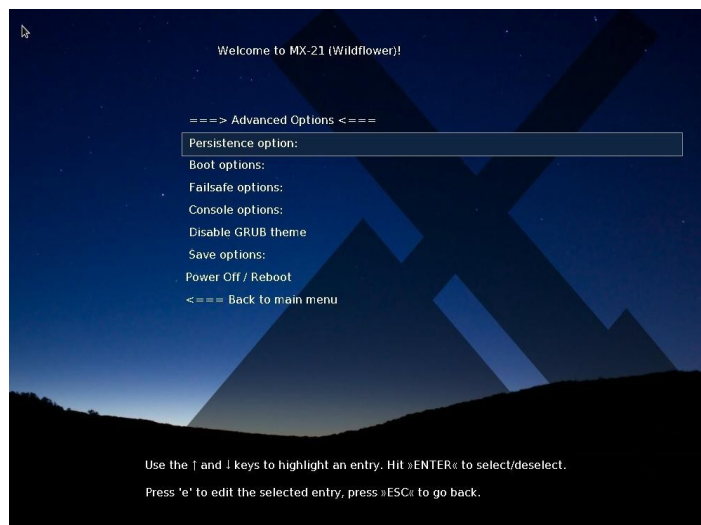 Welcome to MX-21 (Wildflower)!
===> Advanced Options <===
Persistence option:
Boot options:
Failsafe options:
Console options:
Disable GRUB theme
Save options:
Power Off / Reboot
<=== Back to main menu
Use the ↑ and ↓ keys to highlight an entry. Hit »ENTER« to select/deselect.
Press 'e' to edit the selected entry, press »ESC« to go back.